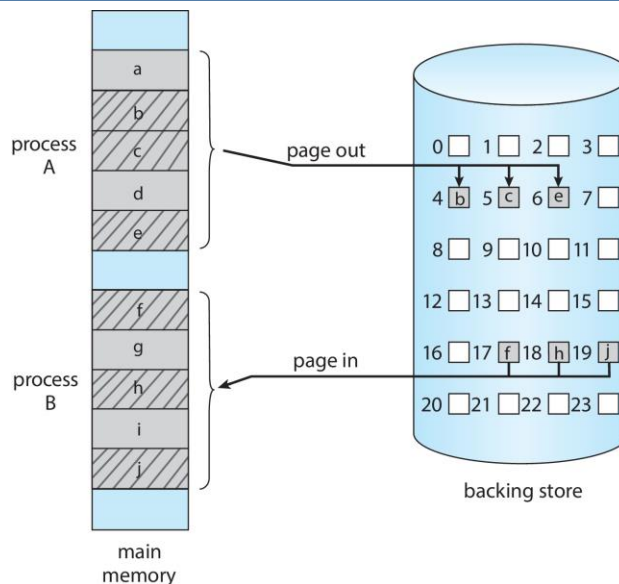 a
b
c
d
e
process
A
f
g
h
i
j
process
B
main
memory
page out
page in
0 1 2 3
4 b 5 c 6 e 7
8 9 10 11
12 13 14 15
16 17 f 18 h 19 j
20 21 22 23
backing store